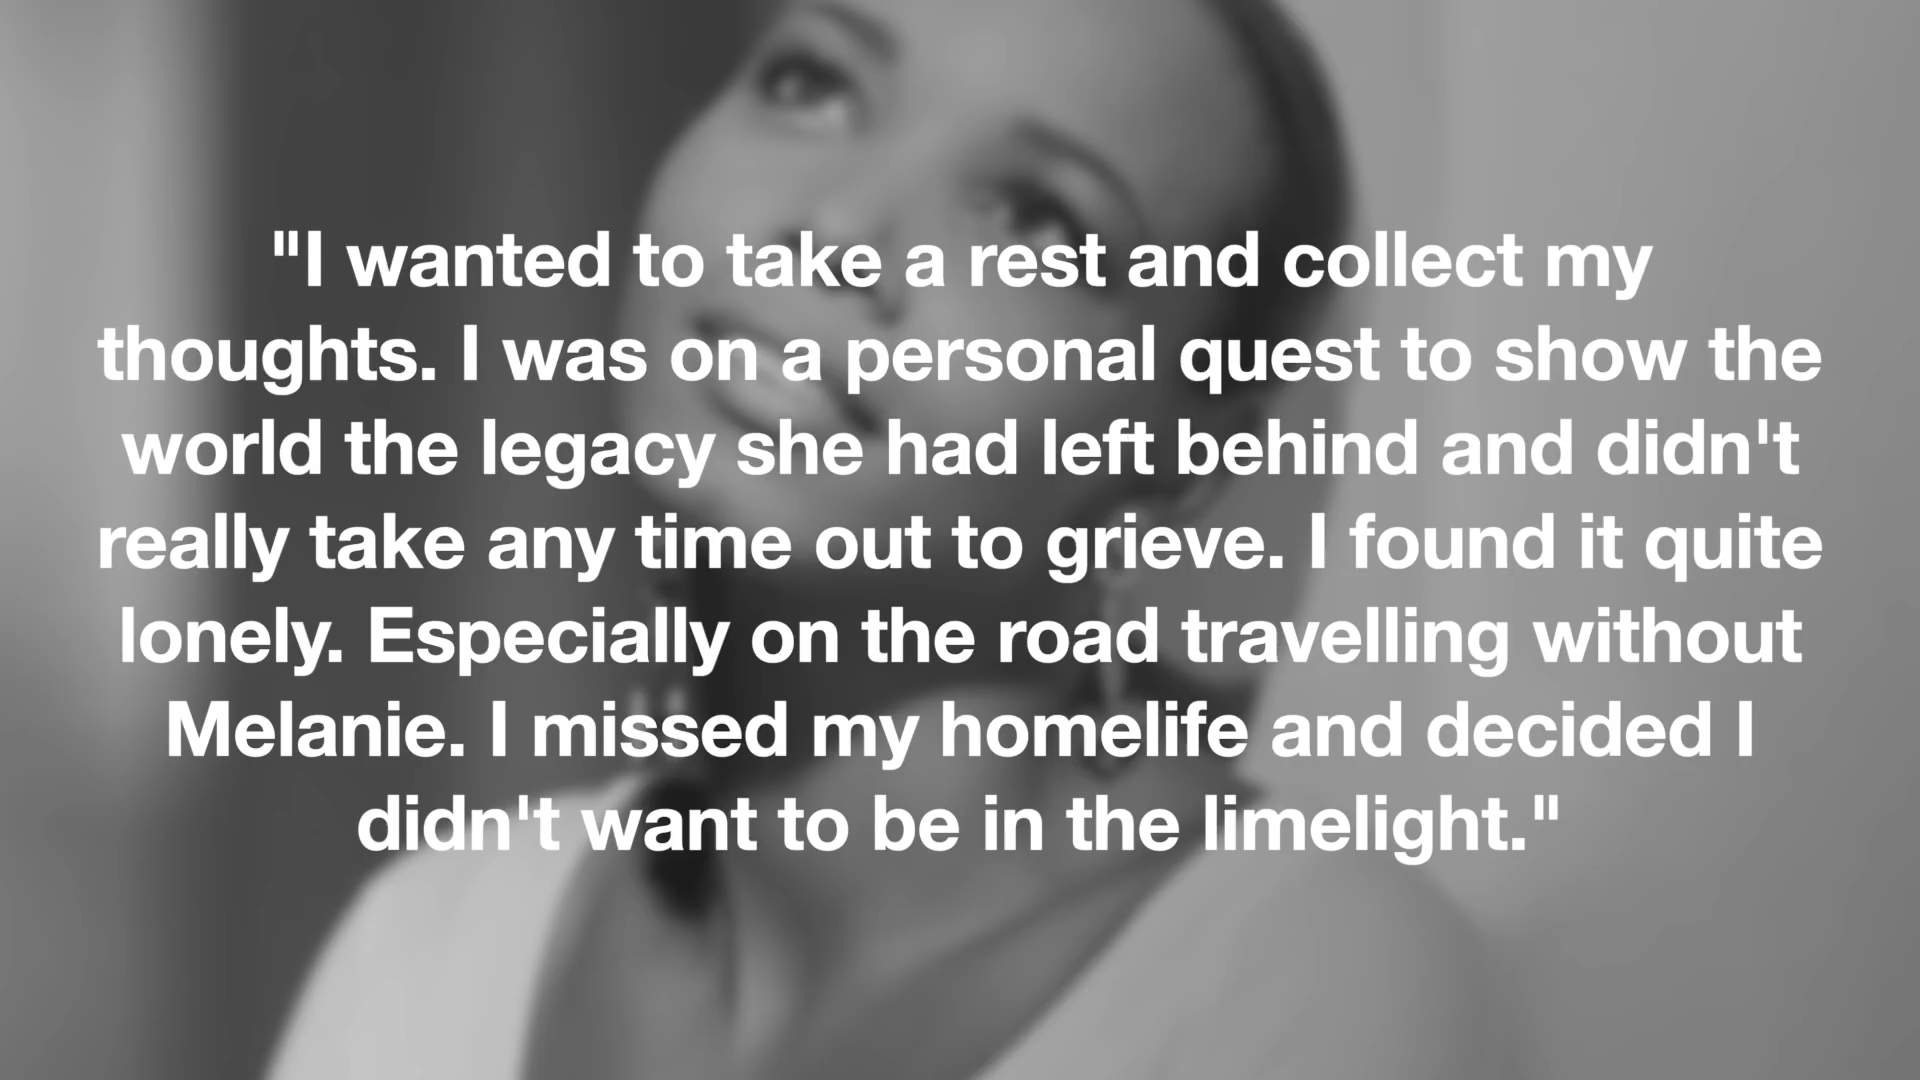 "I wanted to take a rest and collect my
thoughts. I was on a personal quest to show the
world the legacy she had left behind and didn't
really take any time out to grieve. I found it quite
lonely. Especially on the road travelling without
Melanie. I missed my homelife and decided I
didn't want to be in the limelight."